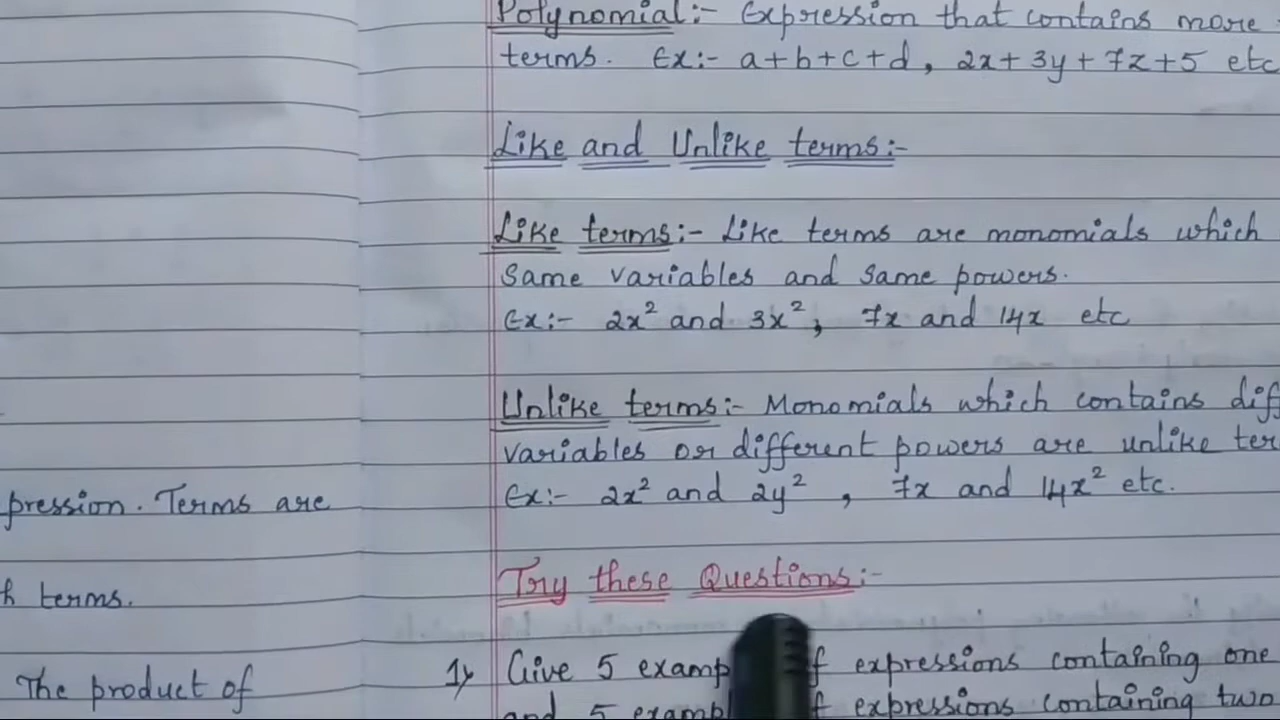 pression. Terms are
h terms.
The product of
Polynomial:- Expression that contains more
terms. Ex:- a+b+c+d, 2x+3y+7z+5 etc
Like and Unlike terms:-
Like terms:- Like terms are monomials which
same variables and same powers.
Ex:- 2x² and 3x², 7x and 14x etc
Unlike terms:- Monomials which contains diff
variables or different powers are unlike ter
Ex:- 2x² and 2y², 7x and 14x² etc.
Try these Questions:-
1) Give 5 examp f expressions containing one
and 5 exampl f expressions containing two